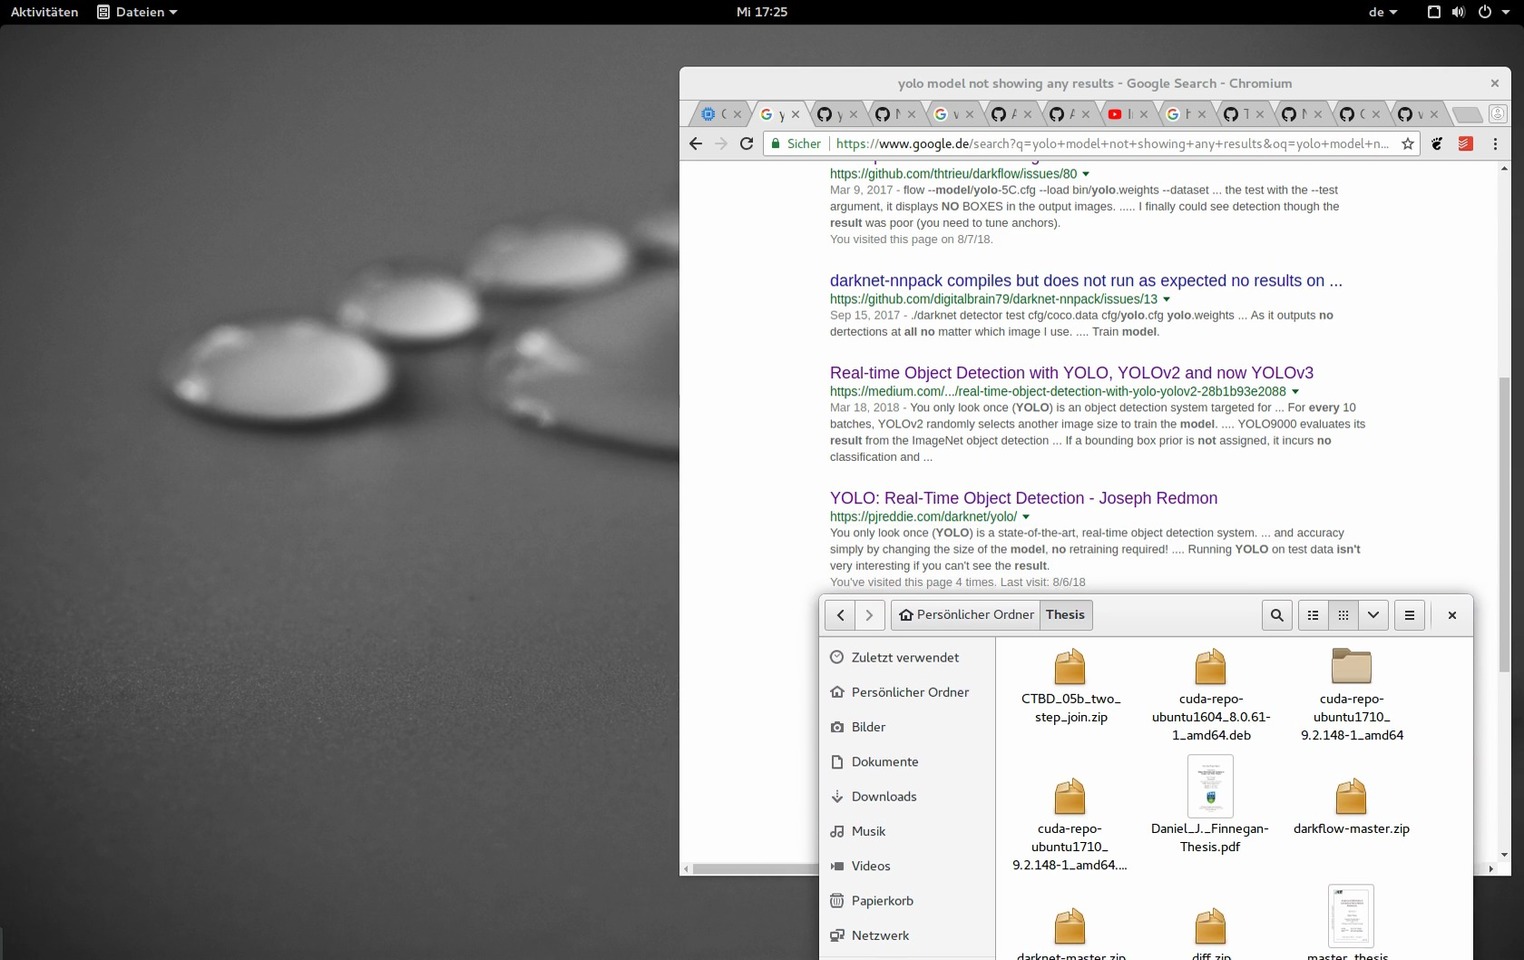 Aktivitäten
Dateien
Mi 17:25
de
yolo model not showing any results - Google Search - Chromium
Sicher
https://www.google.de/search?q=yolo+model+not+showing+any+results&oq=yolo+model+n...
https://github.com/thtrieu/darkflow/issues/80
Mar 9, 2017 - flow --model/yolo-5C.cfg --load bin/yolo.weights --dataset ... the test with the --test
argument, it displays NO BOXES in the output images. ..... I finally could see detection though the
result was poor (you need to tune anchors).
You visited this page on 8/7/18.
darknet-nnpack compiles but does not run as expected no results on ...
https://github.com/digitalbrain79/darknet-nnpack/issues/13
Sep 15, 2017 - ./darknet detector test cfg/coco.data cfg/yolo.cfg yolo.weights ... As it outputs no
dertections at all no matter which image I use. .... Train model.
Real-time Object Detection with YOLO, YOLOv2 and now YOLOv3
https://medium.com/.../real-time-object-detection-with-yolo-yolov2-28b1b93e2088
Mar 18, 2018 - You only look once (YOLO) is an object detection system targeted for ... For every 10
batches, YOLOv2 randomly selects another image size to train the model. .... YOLO9000 evaluates its
result from the ImageNet object detection ... If a bounding box prior is not assigned, it incurs no
classification and ...
YOLO: Real-Time Object Detection - Joseph Redmon
https://pjreddie.com/darknet/yolo/
You only look once (YOLO) is a state-of-the-art, real-time object detection system. ... and accuracy
simply by changing the size of the model, no retraining required! .... Running YOLO on test data isn't
very interesting if you can't see the result.
You've visited this page 4 times. Last visit: 8/6/18
Persönlicher Ordner
Thesis
Zuletzt verwendet
Persönlicher Ordner
Bilder
Dokumente
Downloads
Musik
Videos
Papierkorb
Netzwerk
CTBD_05b_two_
step_join.zip
cuda-repo-
ubuntu1604_8.0.61-
1_amd64.deb
cuda-repo-
ubuntu1710_
9.2.148-1_amd64
cuda-repo-
ubuntu1710_
9.2.148-1_amd64....
Daniel_J._Finnegan-
Thesis.pdf
darkflow-master.zip
darknet-master.zip
diff.zip
master_thesis_